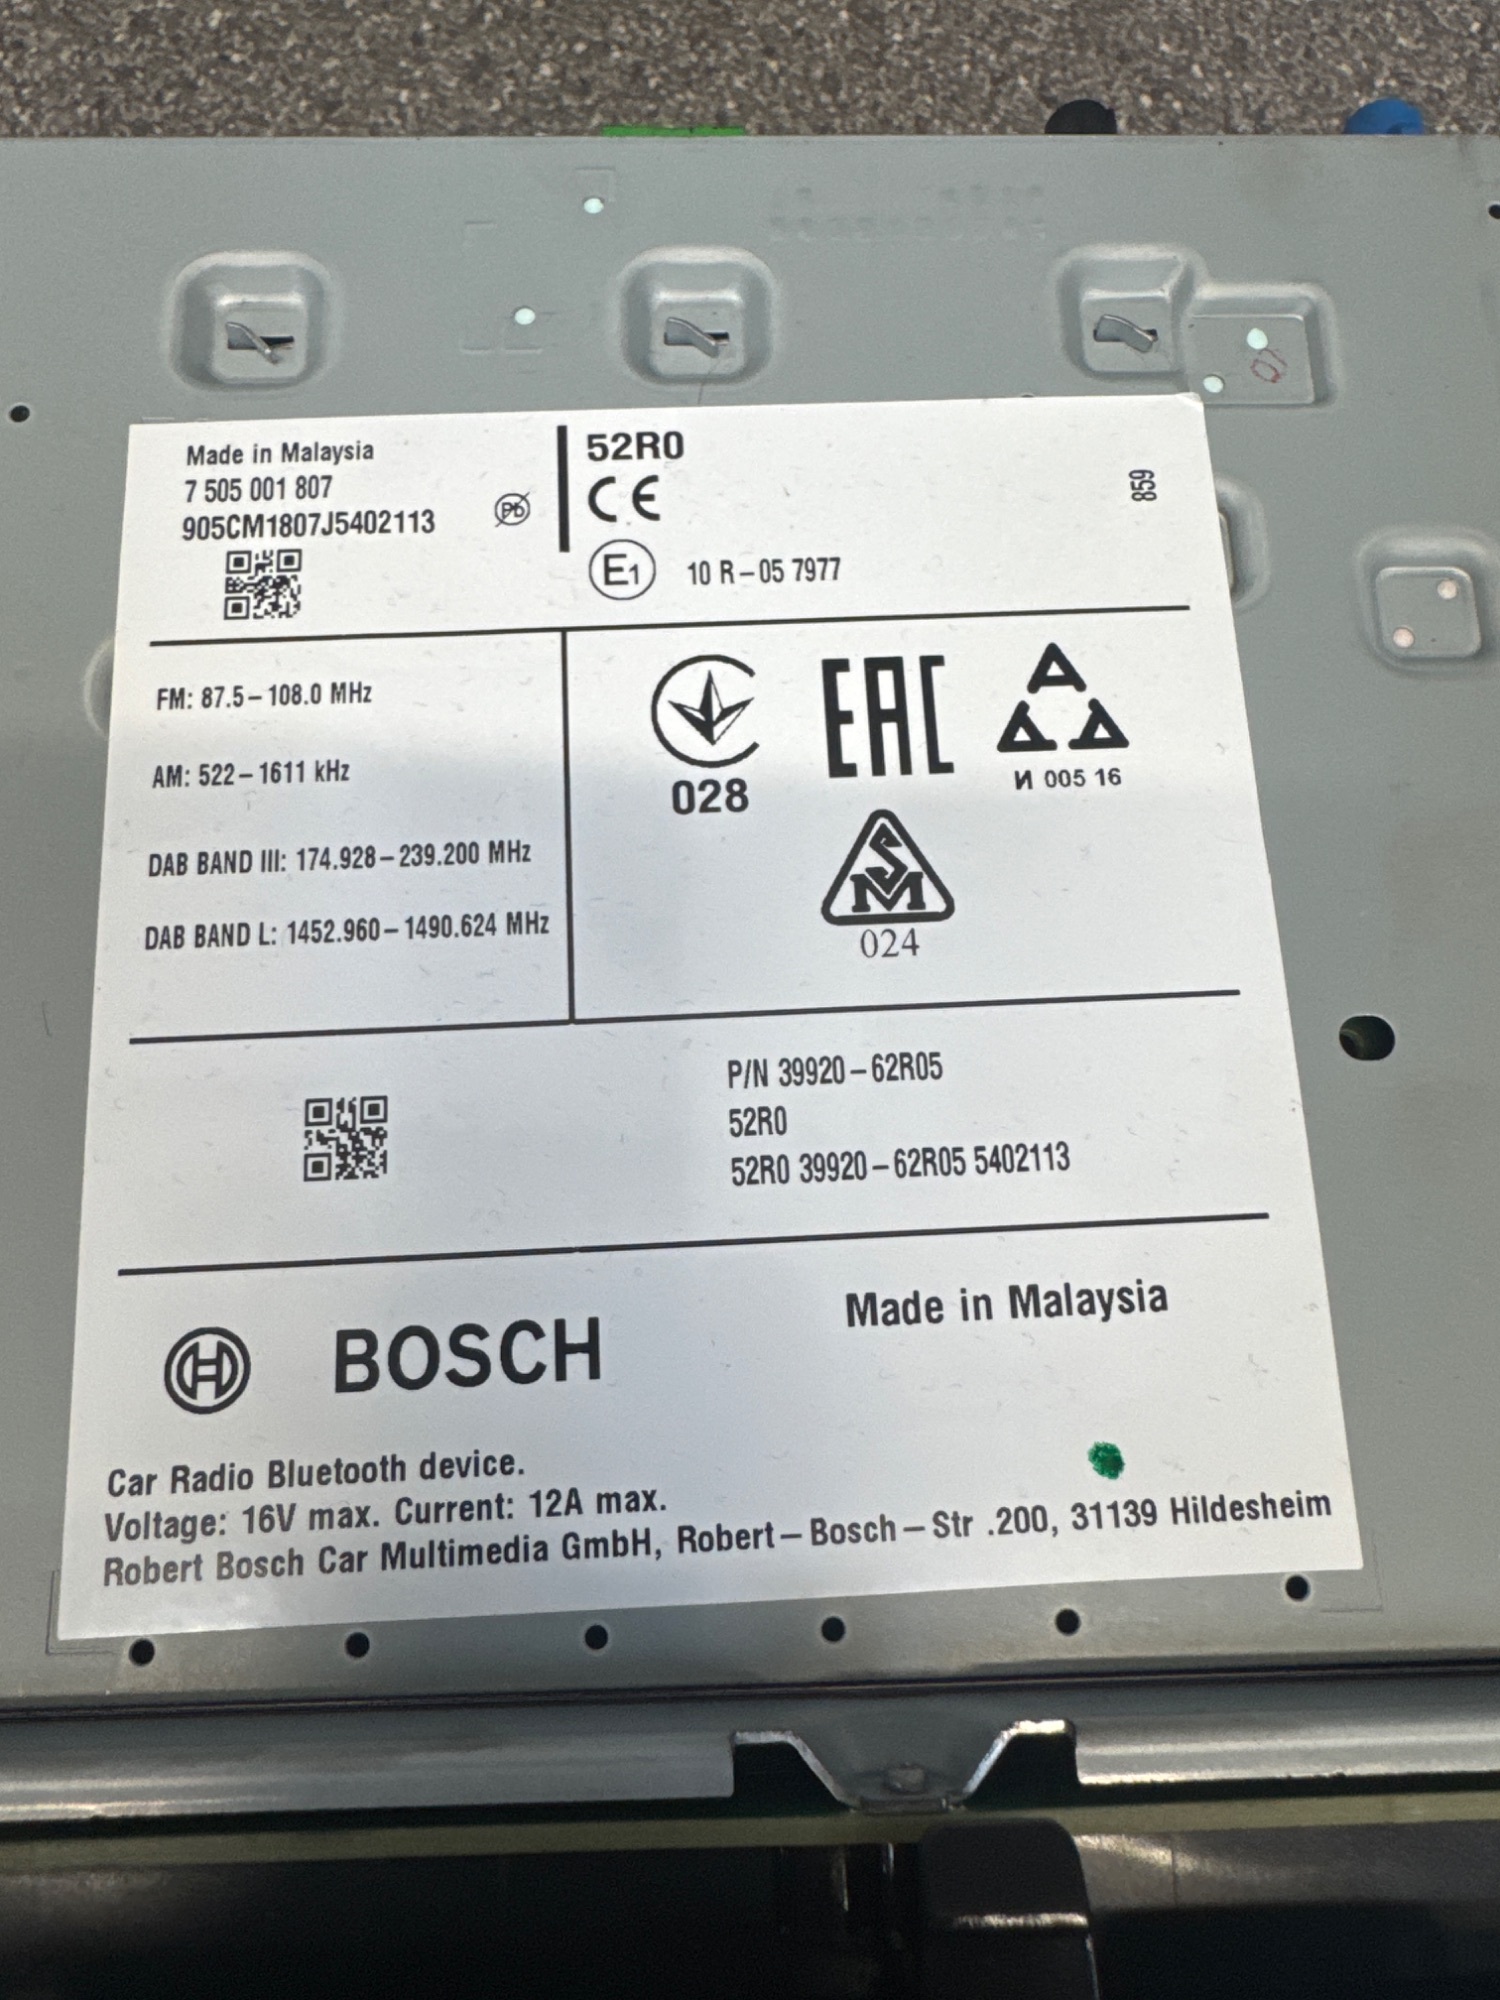 Made in Malaysia
7 505 001 807
905CM1807J5402113
Pb
52R0
CE
859
E1 10 R-05 7977
FM: 87.5-108.0 MHz
AM: 522-1611 kHz
DAB BAND III: 174.928-239.200 MHz
DAB BAND L: 1452.960-1490.624 MHz
028
EAC
AAA
И 005 16
SM
024
P/N 39920-62R05
52R0
52R0 39920-62R05 5402113
BOSCH
Made in Malaysia
Car Radio Bluetooth device.
Voltage: 16V max. Current: 12A max.
Robert Bosch Car Multimedia GmbH, Robert-Bosch-Str .200, 31139 Hildesheim